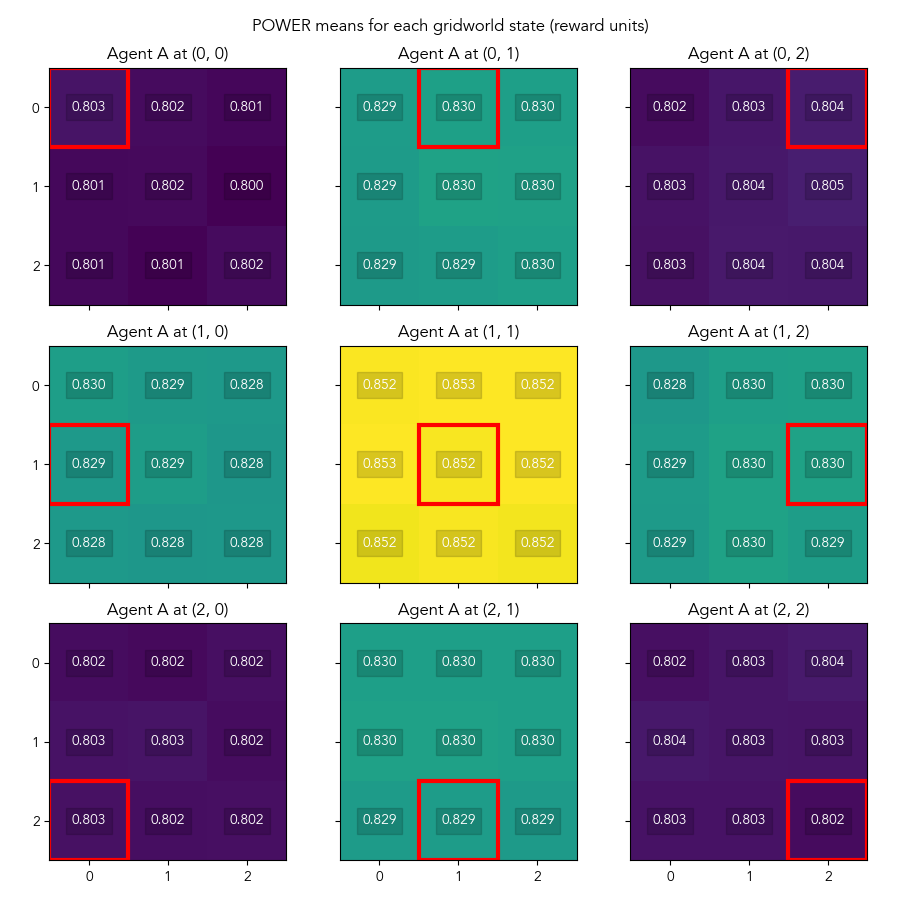 POWER means for each gridworld state (reward units)
Agent A at (0, 0) Agent A at (0, 1) Agent A at (0, 2)
0 0.803 0.802 0.801 0.829 0.830 0.830 0.802 0.803 0.804
1 0.801 0.802 0.800 0.829 0.830 0.830 0.803 0.804 0.805
2 0.801 0.801 0.802 0.829 0.829 0.830 0.803 0.804 0.804
Agent A at (1, 0) Agent A at (1, 1) Agent A at (1, 2)
0 0.830 0.829 0.828 0.852 0.853 0.852 0.828 0.830 0.830
1 0.829 0.829 0.828 0.853 0.852 0.852 0.829 0.830 0.830
2 0.828 0.828 0.828 0.852 0.852 0.852 0.829 0.830 0.829
Agent A at (2, 0) Agent A at (2, 1) Agent A at (2, 2)
0 0.802 0.802 0.802 0.830 0.830 0.830 0.802 0.803 0.804
1 0.803 0.803 0.802 0.830 0.830 0.830 0.804 0.803 0.803
2 0.803 0.802 0.802 0.829 0.829 0.829 0.803 0.803 0.802
0 1 2 0 1 2 0 1 2